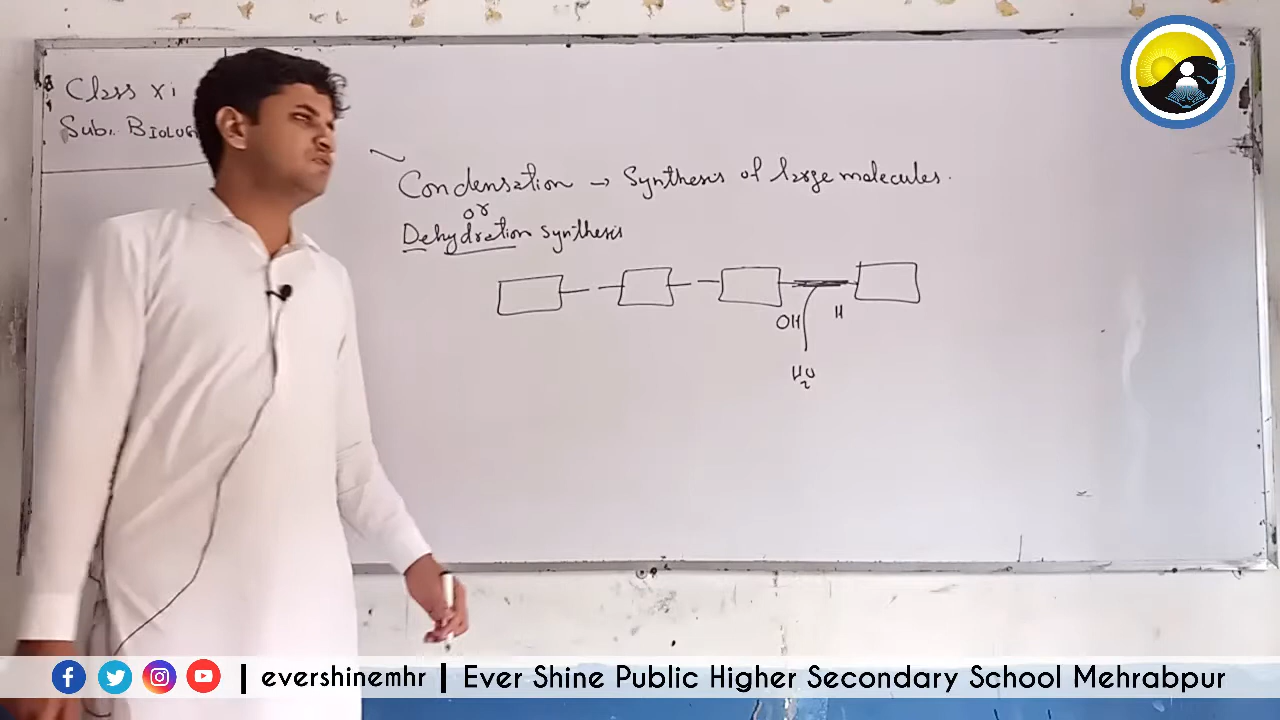 Class xi
Sub:. BIOLOG
Condensation → Synthesis of large molecules.
or
Dehydration synthesis
OH H
H2O
| evershinemhr | Ever Shine Public Higher Secondary School Mehrabpur